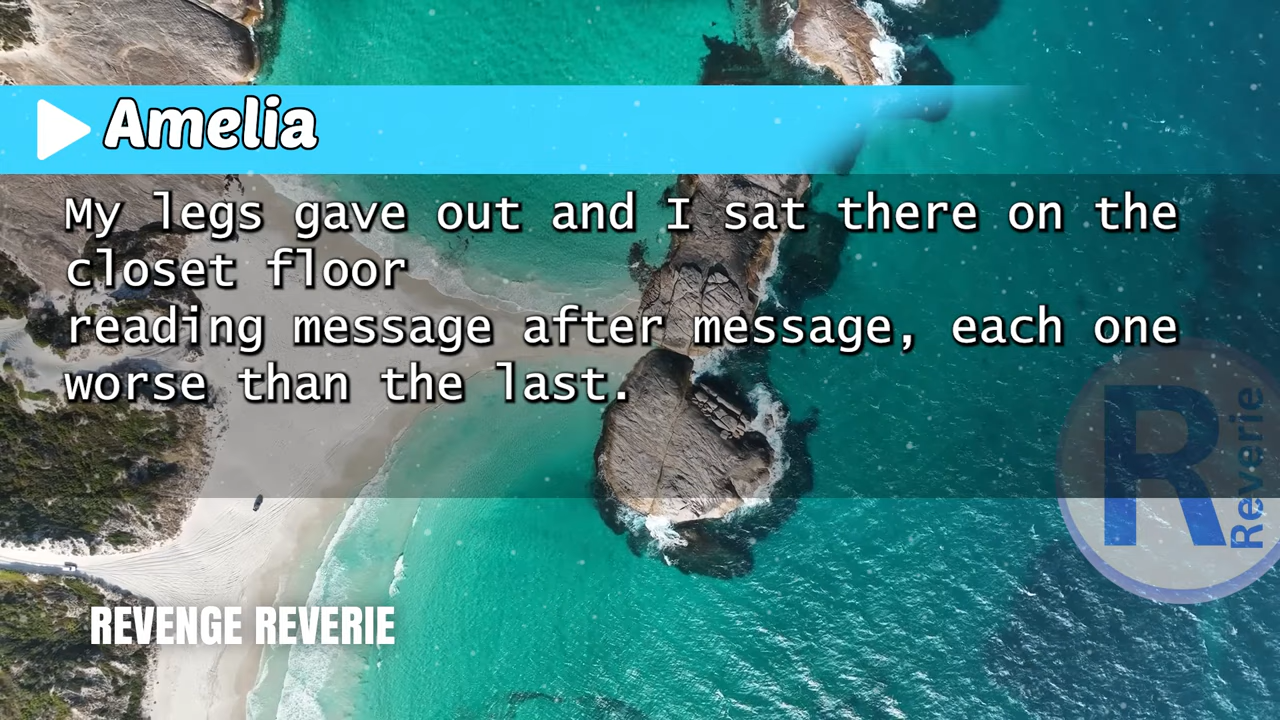 Amelia
My legs gave out and I sat there on the
closet floor
reading message after message, each one
worse than the last.
R
Reverie
REVENGE REVERIE